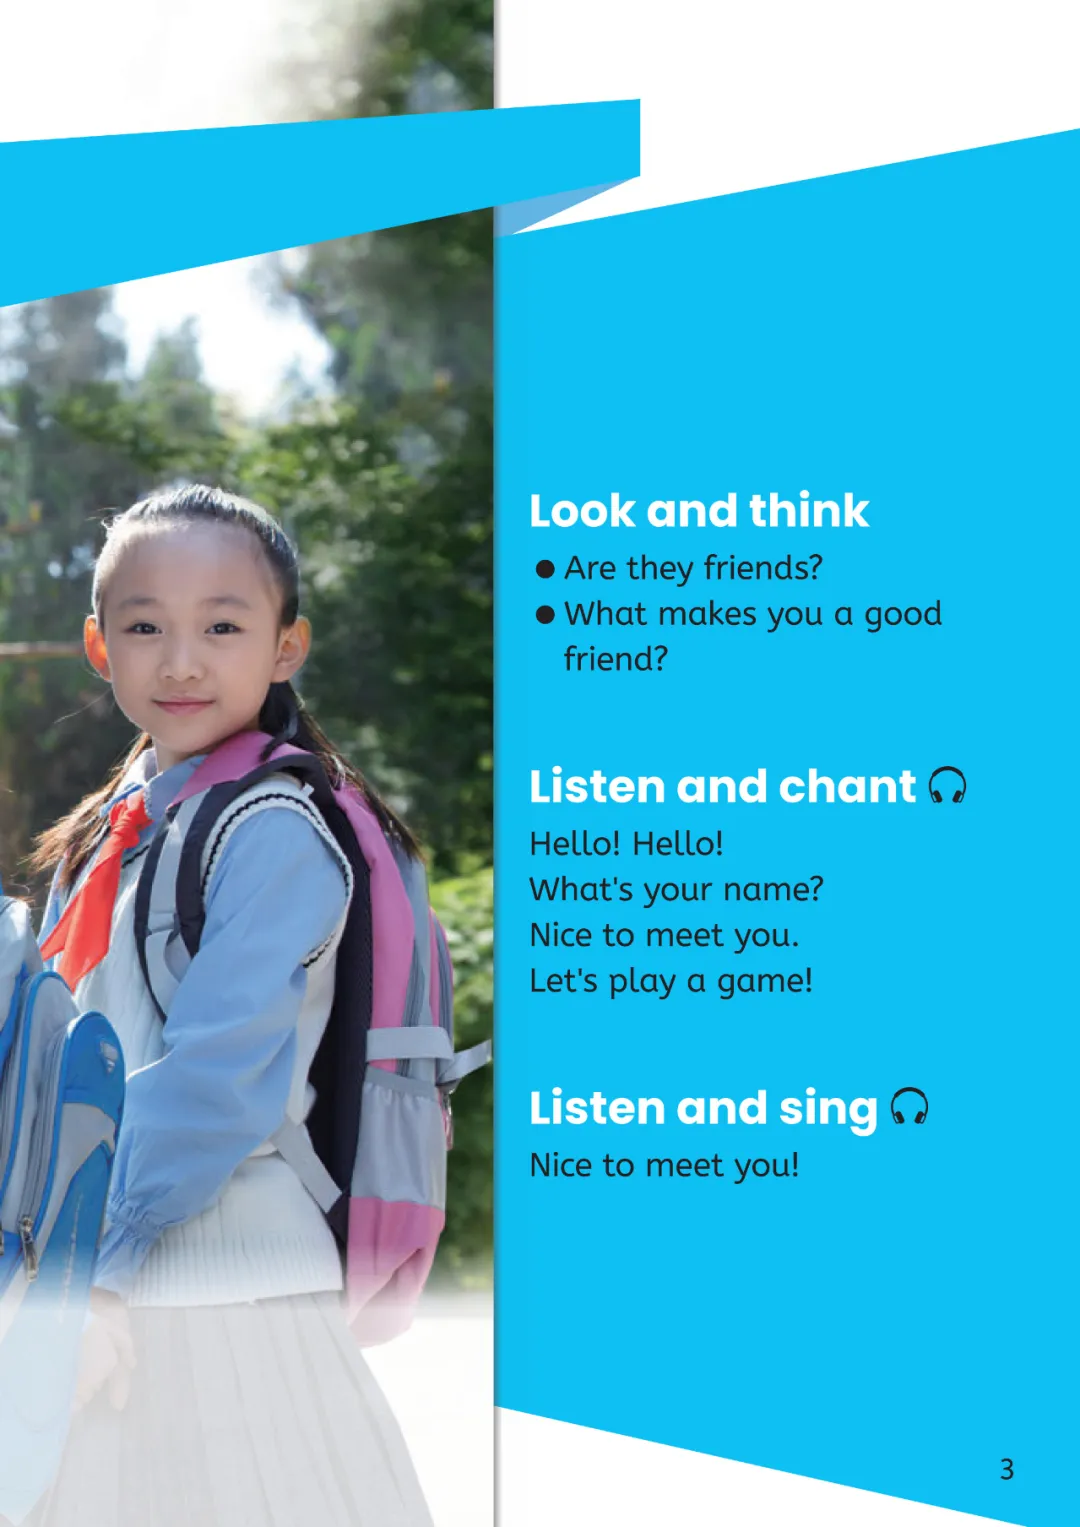 Look and think
● Are they friends?
● What makes you a good
friend?
Listen and chant
Hello! Hello!
What's your name?
Nice to meet you.
Let's play a game!
Listen and sing
Nice to meet you!
3